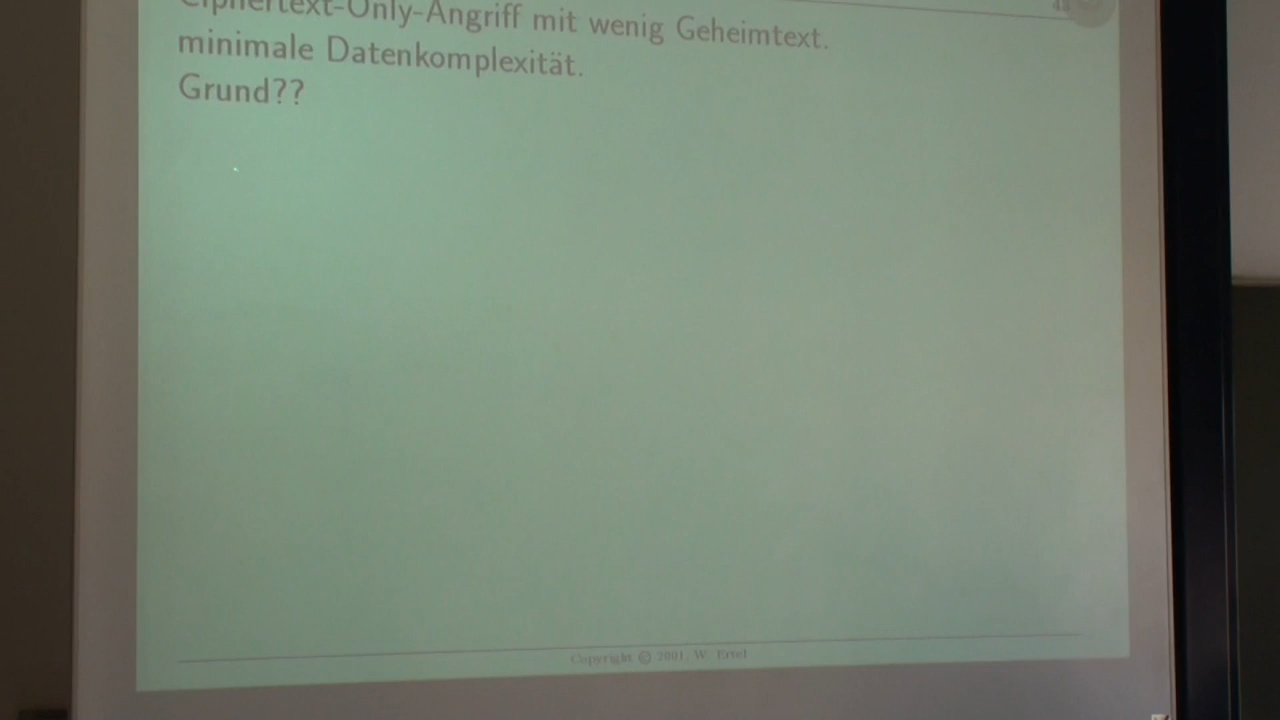 Ciphertext-Only-Angriff mit wenig Geheimtext.
minimale Datenkomplexität.
Grund??
Copyright © 2001, W. Ertel